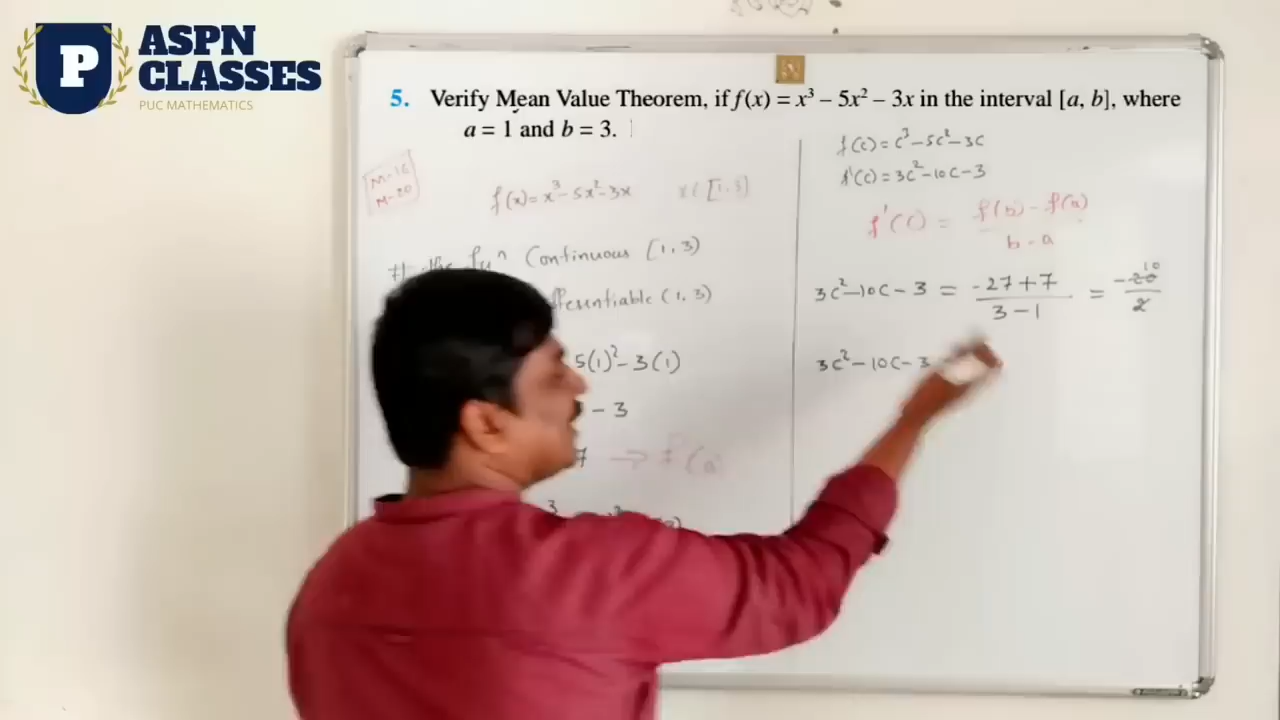 P
ASPN
CLASSES
PUC MATHEMATICS
5. Verify Mean Value Theorem, if f(x) = x³ – 5x² – 3x in the interval [a, b], where
a = 1 and b = 3.
M-16
M-20
f(x) = x³-5x²-3x x ∈ [1,3]
the fuⁿ Continuous [1,3)
(1,3)
5(1)²-3(1)
- 3
7 → f(a
f(c) = c³-5c²-3c
f'(c) = 3c²-10c-3
f'(c) = f(b)-f(a) / b-a
3c²-10c-3 = -27+7 / 3-1 = -20 10 / 2
3c²-10c-3